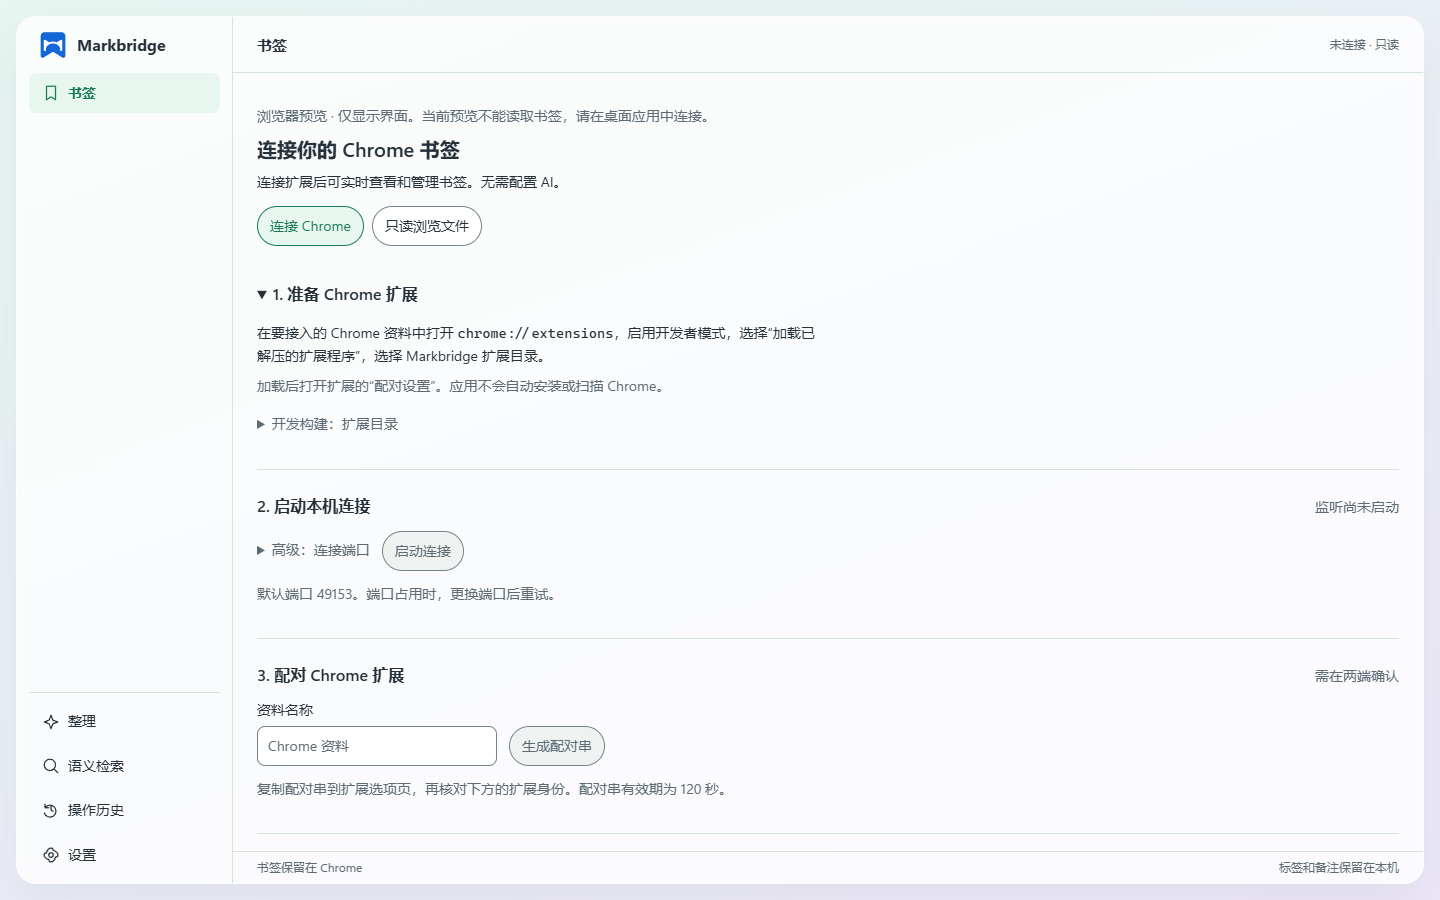 Markbridge
书签
整理
语义检索
操作历史
设置
书签
未连接 · 只读
浏览器预览 · 仅显示界面。当前预览不能读取书签，请在桌面应用中连接。
连接你的 Chrome 书签
连接扩展后可实时查看和管理书签。无需配置 AI。
连接 Chrome
只读浏览文件
▼ 1. 准备 Chrome 扩展
在要接入的 Chrome 资料中打开 chrome://extensions，启用开发者模式，选择“加载已
解压的扩展程序”，选择 Markbridge 扩展目录。
加载后打开扩展的“配对设置”。应用不会自动安装或扫描 Chrome。
▶ 开发构建：扩展目录
2. 启动本机连接
监听尚未启动
▶ 高级：连接端口
启动连接
默认端口 49153。端口占用时，更换端口后重试。
3. 配对 Chrome 扩展
需在两端确认
资料名称
Chrome 资料
生成配对串
复制配对串到扩展选项页，再核对下方的扩展身份。配对串有效期为 120 秒。
书签保留在 Chrome
标签和备注保留在本机